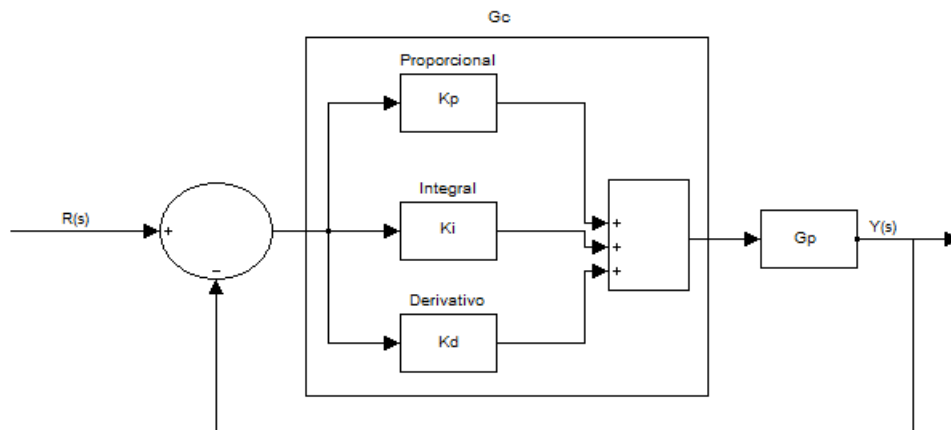 Gc
Proporcional
Kp
Integral
R(s)
+
Ki
+
+
+
Gp
Y(s)
−
Derivativo
Kd